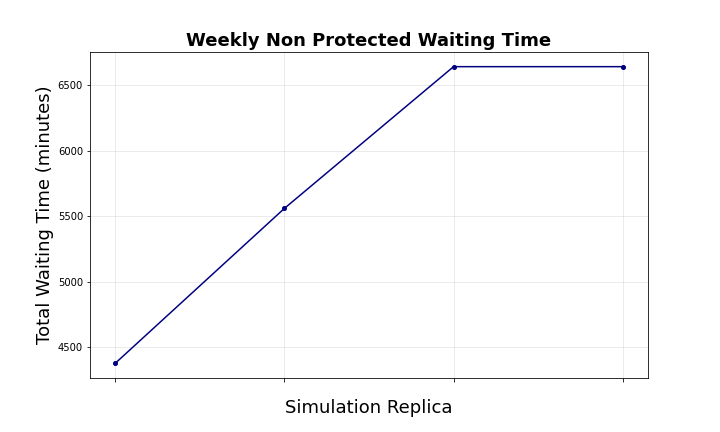 Weekly Non Protected Waiting Time
Total Waiting Time (minutes)
6500
6000
5500
5000
4500
Simulation Replica